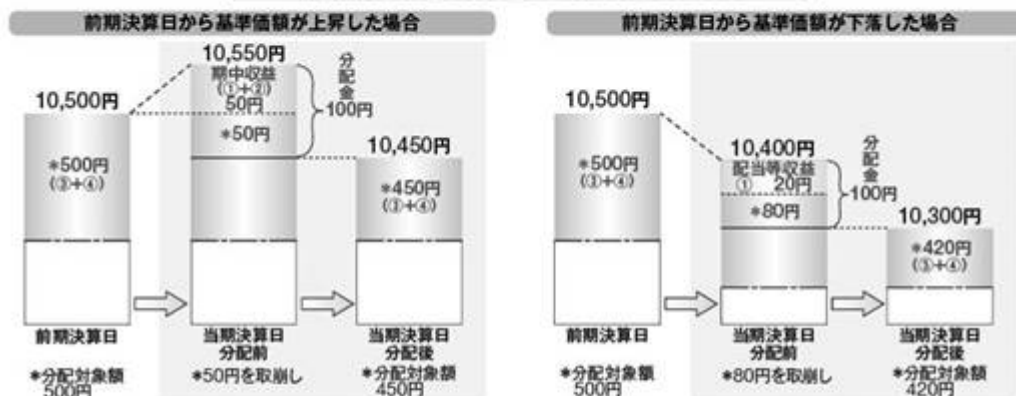 前期決算日から基準価額が上昇した場合
10,500円
*500円
(③+④)
前期決算日
*分配対象額
500円
10,550円
期中収益
(①+②)
50円
*50円
分配金
100円
当期決算日
分配前
*50円を取崩し
10,450円
*450円
(③+④)
当期決算日
分配後
*分配対象額
450円
前期決算日から基準価額が下落した場合
10,500円
*500円
(③+④)
前期決算日
*分配対象額
500円
10,400円
配当等収益
① 20円
*80円
分配金
100円
当期決算日
分配前
*80円を取崩し
10,300円
*420円
(③+④)
当期決算日
分配後
*分配対象額
420円